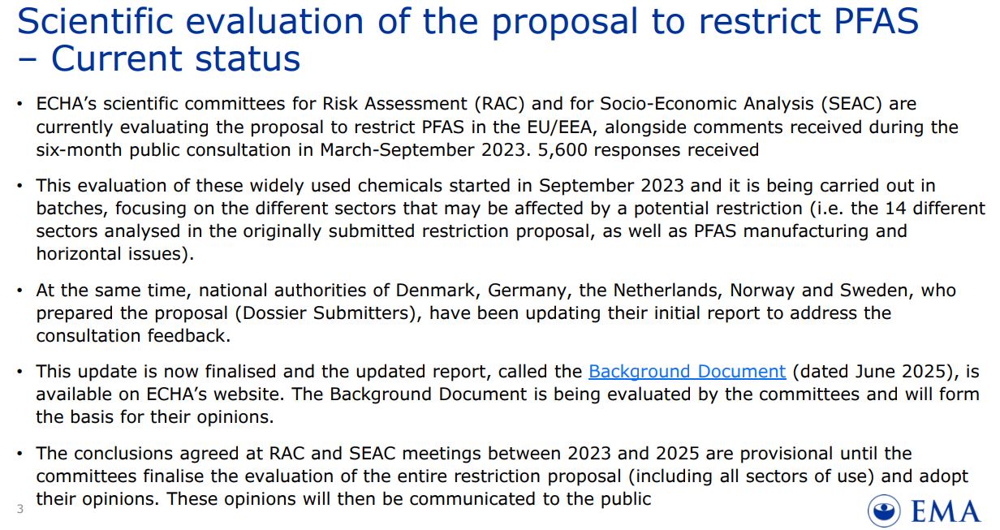 Scientific evaluation of the proposal to restrict PFAS
– Current status
• ECHA’s scientific committees for Risk Assessment (RAC) and for Socio-Economic Analysis (SEAC) are
currently evaluating the proposal to restrict PFAS in the EU/EEA, alongside comments received during the
six-month public consultation in March-September 2023. 5,600 responses received
• This evaluation of these widely used chemicals started in September 2023 and it is being carried out in
batches, focusing on the different sectors that may be affected by a potential restriction (i.e. the 14 different
sectors analysed in the originally submitted restriction proposal, as well as PFAS manufacturing and
horizontal issues).
• At the same time, national authorities of Denmark, Germany, the Netherlands, Norway and Sweden, who
prepared the proposal (Dossier Submitters), have been updating their initial report to address the
consultation feedback.
• This update is now finalised and the updated report, called the Background Document (dated June 2025), is
available on ECHA’s website. The Background Document is being evaluated by the committees and will form
the basis for their opinions.
• The conclusions agreed at RAC and SEAC meetings between 2023 and 2025 are provisional until the
committees finalise the evaluation of the entire restriction proposal (including all sectors of use) and adopt
their opinions. These opinions will then be communicated to the public
3
EMA